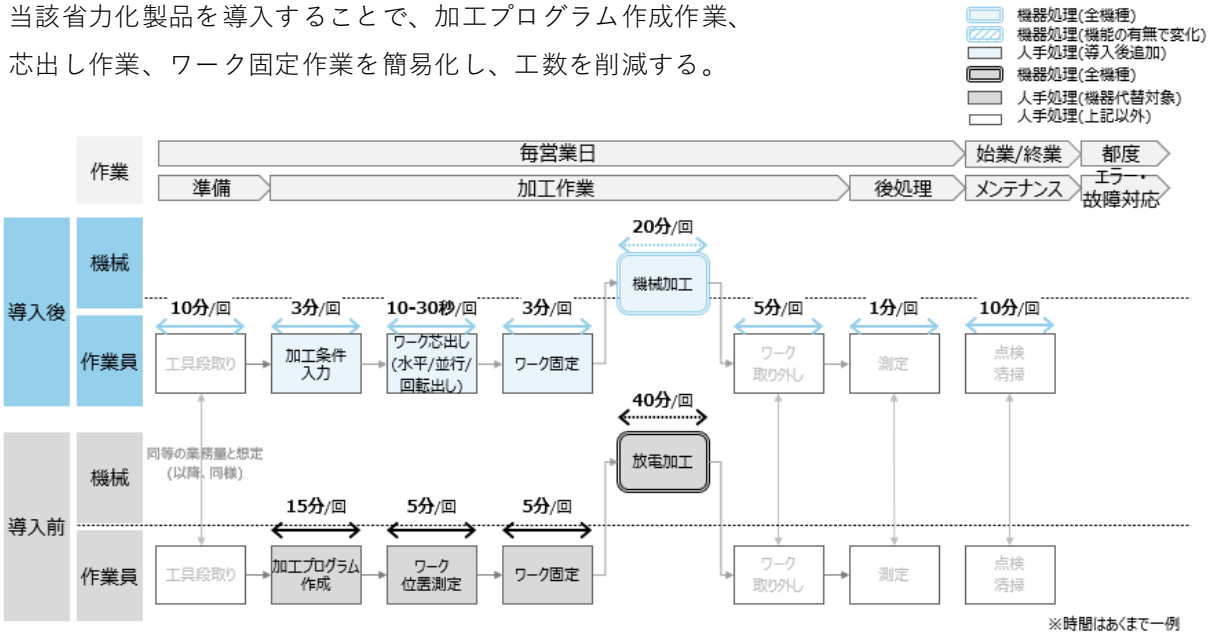 当該省力化製品を導入することで、加工プログラム作成作業、
芯出し作業、ワーク固定作業を簡易化し、工数を削減する。
機器処理(全機種)
機器処理(機能の有無で変化)
人手処理(導入後追加)
機器処理(全機種)
人手処理(機器代替対象)
人手処理(上記以外)
作業
毎営業日
始業/終業
都度
準備
加工作業
後処理
メンテナンス
エラー・
故障対応
導入後
機械
作業員
20分/回
機械加工
10分/回
3分/回
10-30秒/回
3分/回
5分/回
1分/回
10分/回
工具段取り
加工条件
入力
ワーク芯出し
(水平/並行/
回転出し)
ワーク固定
ワーク
取り外し
測定
点検
清掃
導入前
機械
作業員
同等の業務量と想定
(以降、同様)
40分/回
放電加工
15分/回
5分/回
5分/回
工具段取り
加工プログラム
作成
ワーク
位置測定
ワーク固定
ワーク
取り外し
測定
点検
清掃
※時間はあくまで一例